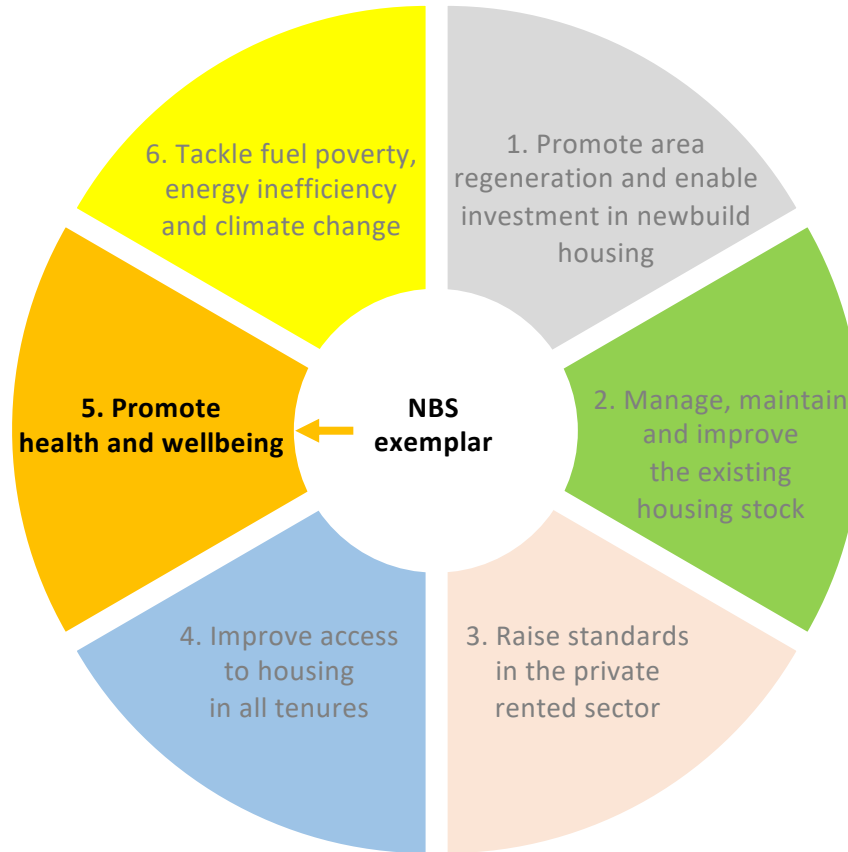 1. Promote area
regeneration and enable
investment in newbuild
housing
2. Manage, maintain
and improve
the existing
housing stock
3. Raise standards
in the private
rented sector
4. Improve access
to housing
in all tenures
5. Promote
health and wellbeing
6. Tackle fuel poverty,
energy inefficiency
and climate change
NBS
exemplar